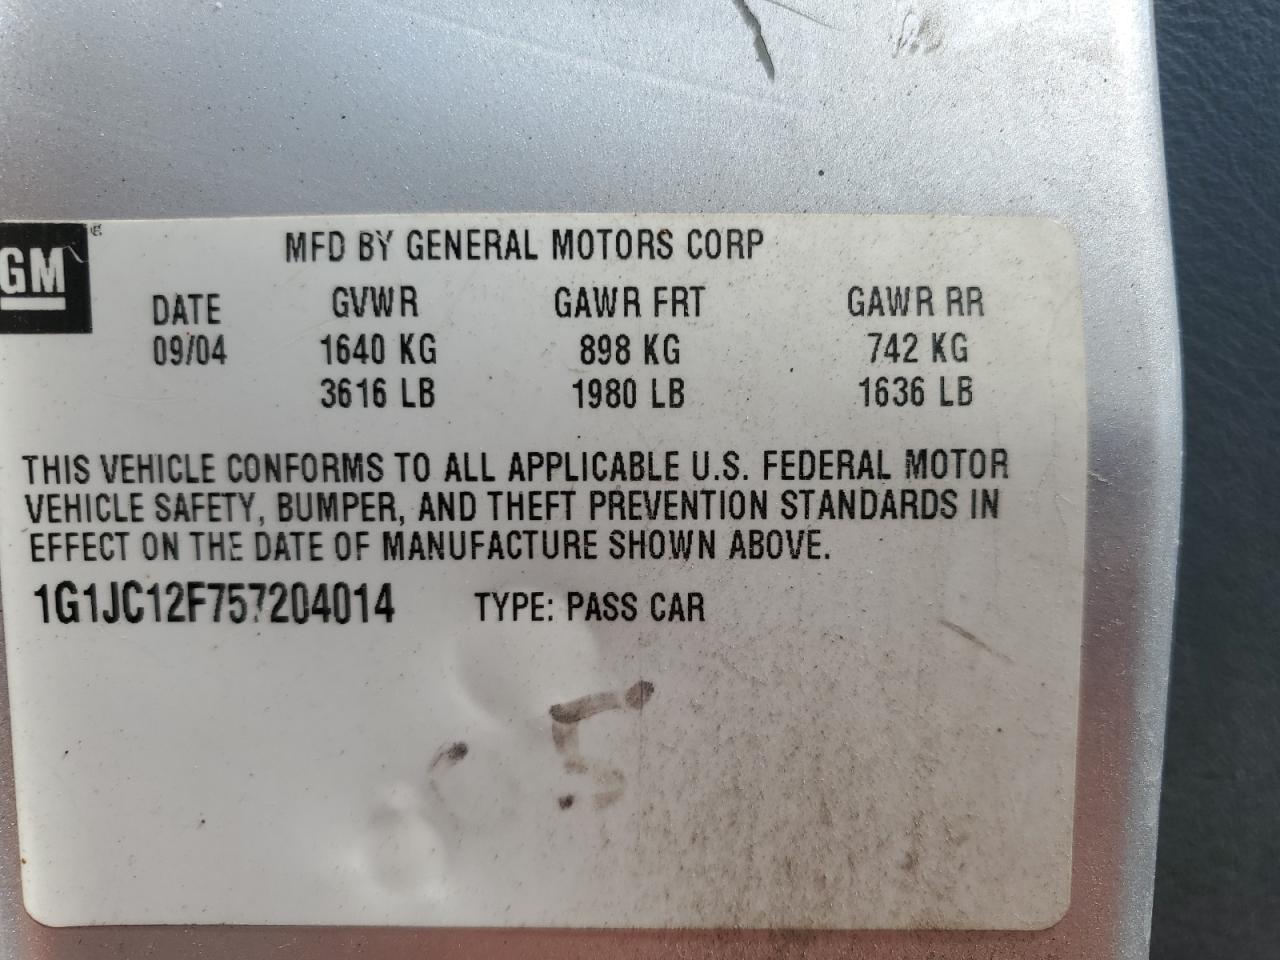 GM
MFD BY GENERAL MOTORS CORP
DATE GVWR GAWR FRT GAWR RR
09/04 1640 KG 898 KG 742 KG
3616 LB 1980 LB 1636 LB
THIS VEHICLE CONFORMS TO ALL APPLICABLE U.S. FEDERAL MOTOR
VEHICLE SAFETY, BUMPER, AND THEFT PREVENTION STANDARDS IN
EFFECT ON THE DATE OF MANUFACTURE SHOWN ABOVE.
1G1JC12F757204014 TYPE: PASS CAR